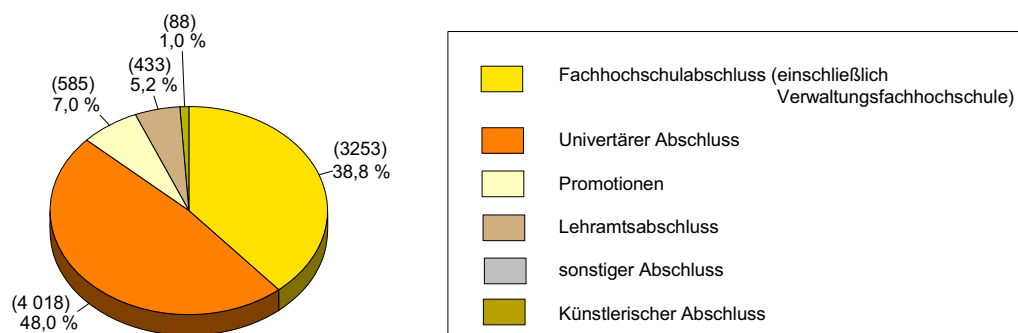 (88)
1,0 %
(433)
5,2 %
(585)
7,0 %
(3253)
38,8 %
(4 018)
48,0 %
Fachhochschulabschluss (einschließlich
Verwaltungsfachhochschule)
Univertärer Abschluss
Promotionen
Lehramtsabschluss
sonstiger Abschluss
Künstlerischer Abschluss